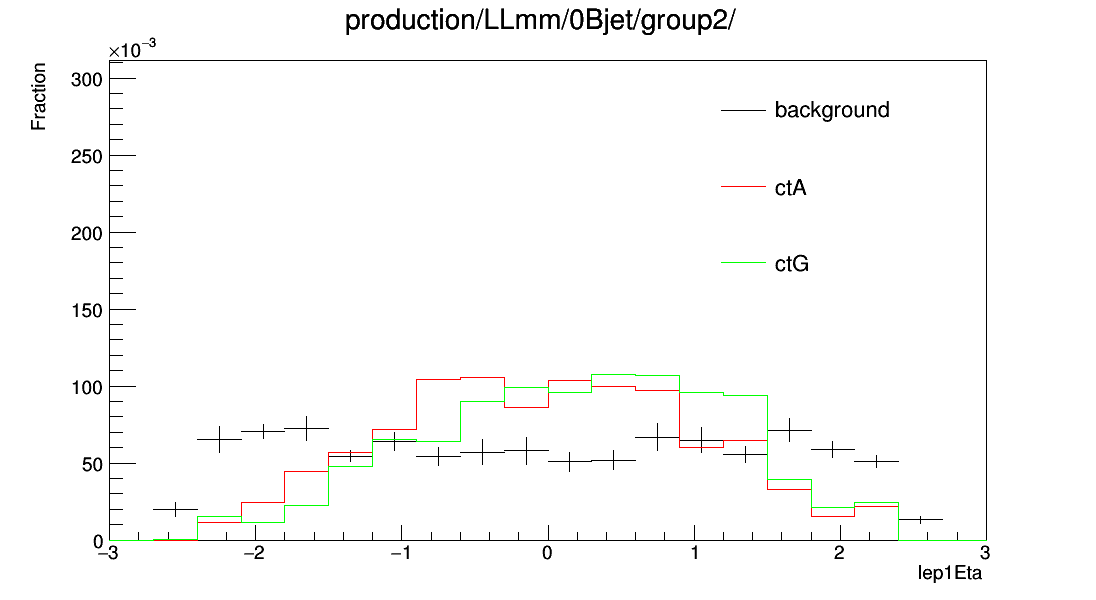 production/LLmm/0Bjet/group2/
×10⁻³
Fraction
300
250
200
150
100
50
0
background
ctA
ctG
−3 −2 −1 0 1 2 3
lep1Eta